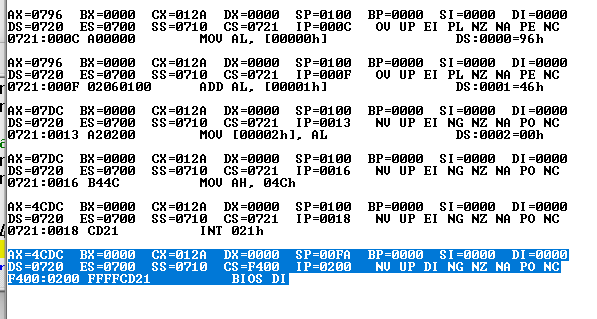 AX=0796 BX=0000 CX=012A DX=0000 SP=0100 BP=0000 SI=0000 DI=0000
DS=0720 ES=0700 SS=0710 CS=0721 IP=000C OV UP EI PL NZ NA PE NC
0721:000C A00000 MOV AL, [00000h] DS:0000=96h
AX=0796 BX=0000 CX=012A DX=0000 SP=0100 BP=0000 SI=0000 DI=0000
DS=0720 ES=0700 SS=0710 CS=0721 IP=000F OV UP EI PL NZ NA PE NC
0721:000F 02060100 ADD AL, [00001h] DS:0001=46h
AX=07DC BX=0000 CX=012A DX=0000 SP=0100 BP=0000 SI=0000 DI=0000
DS=0720 ES=0700 SS=0710 CS=0721 IP=0013 NV UP EI NG NZ NA PO NC
0721:0013 A20200 MOV [00002h], AL DS:0002=00h
AX=07DC BX=0000 CX=012A DX=0000 SP=0100 BP=0000 SI=0000 DI=0000
DS=0720 ES=0700 SS=0710 CS=0721 IP=0016 NV UP EI NG NZ NA PO NC
0721:0016 B44C MOV AH, 04Ch
AX=4CDC BX=0000 CX=012A DX=0000 SP=0100 BP=0000 SI=0000 DI=0000
DS=0720 ES=0700 SS=0710 CS=0721 IP=0018 NV UP EI NG NZ NA PO NC
0721:0018 CD21 INT 021h
AX=4CDC BX=0000 CX=012A DX=0000 SP=00FA BP=0000 SI=0000 DI=0000
DS=0720 ES=0700 SS=0710 CS=F400 IP=0200 NV UP DI NG NZ NA PO NC
F400:0200 FFFFCD21 BIOS DI